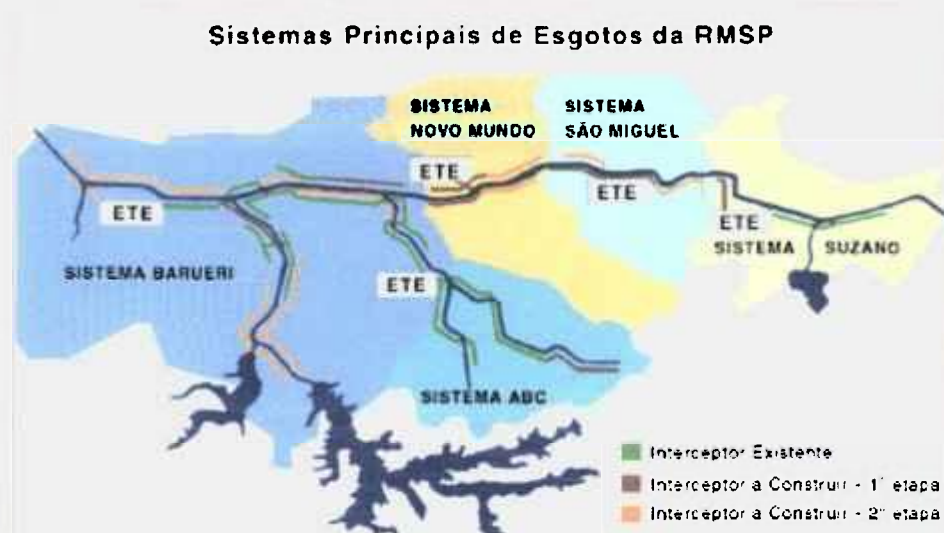 Sistemas Principais de Esgotos da RMSP
SISTEMA
NOVO MUNDO
SISTEMA
SÃO MIGUEL
ETE
ETE
ETE
ETE
SISTEMA SUZANO
SISTEMA BARUERI
ETE
SISTEMA ABC
Interceptor Existente
Interceptor a Construir - 1ª etapa
Interceptor a Construir - 2ª etapa